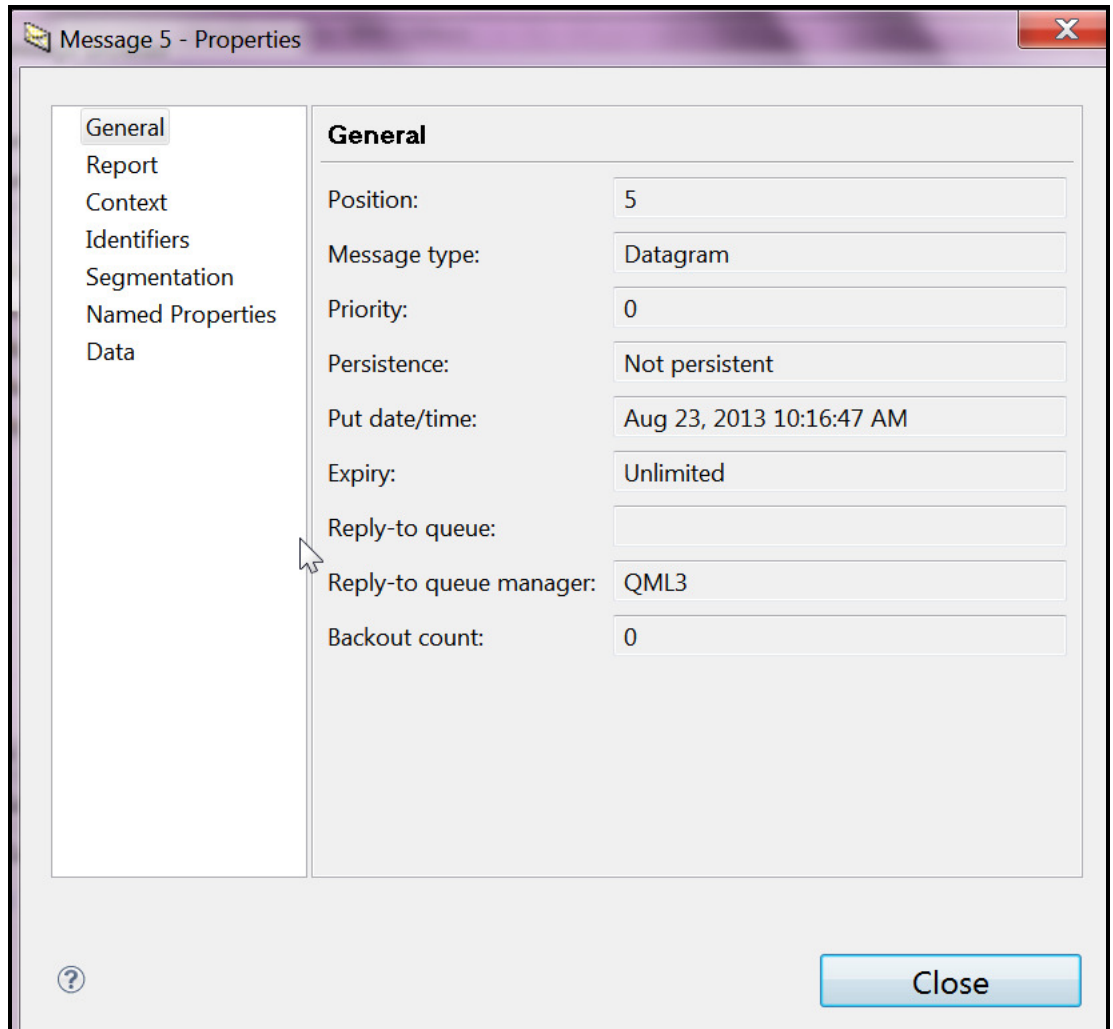 Message 5 - Properties
General
Report
Context
Identifiers
Segmentation
Named Properties
Data
General
Position: 5
Message type: Datagram
Priority: 0
Persistence: Not persistent
Put date/time: Aug 23, 2013 10:16:47 AM
Expiry: Unlimited
Reply-to queue:
Reply-to queue manager: QML3
Backout count: 0
?
Close